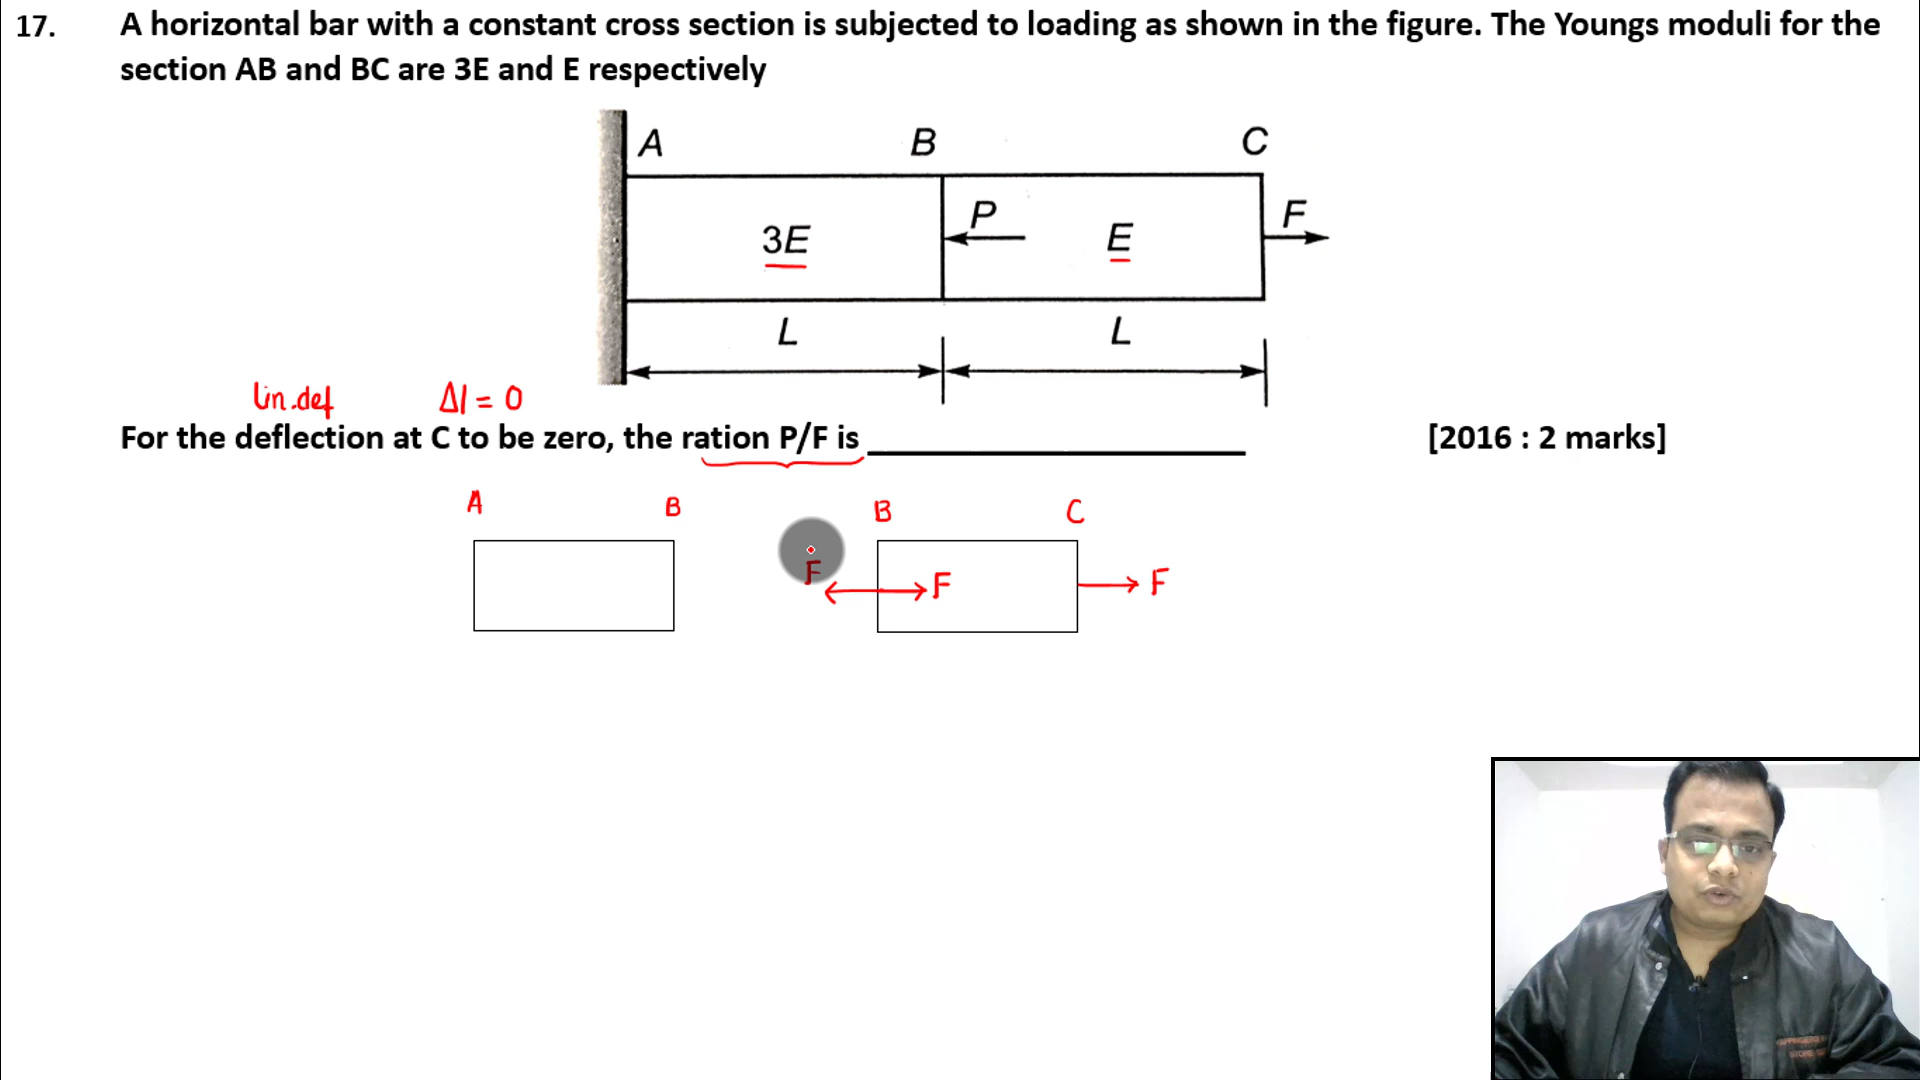 17. A horizontal bar with a constant cross section is subjected to loading as shown in the figure. The Youngs moduli for the
section AB and BC are 3E and E respectively
A B C
3E P E F
L L
Lin.def Δl = 0
For the deflection at C to be zero, the ration P/F is [2016 : 2 marks]
A B B C
F F F